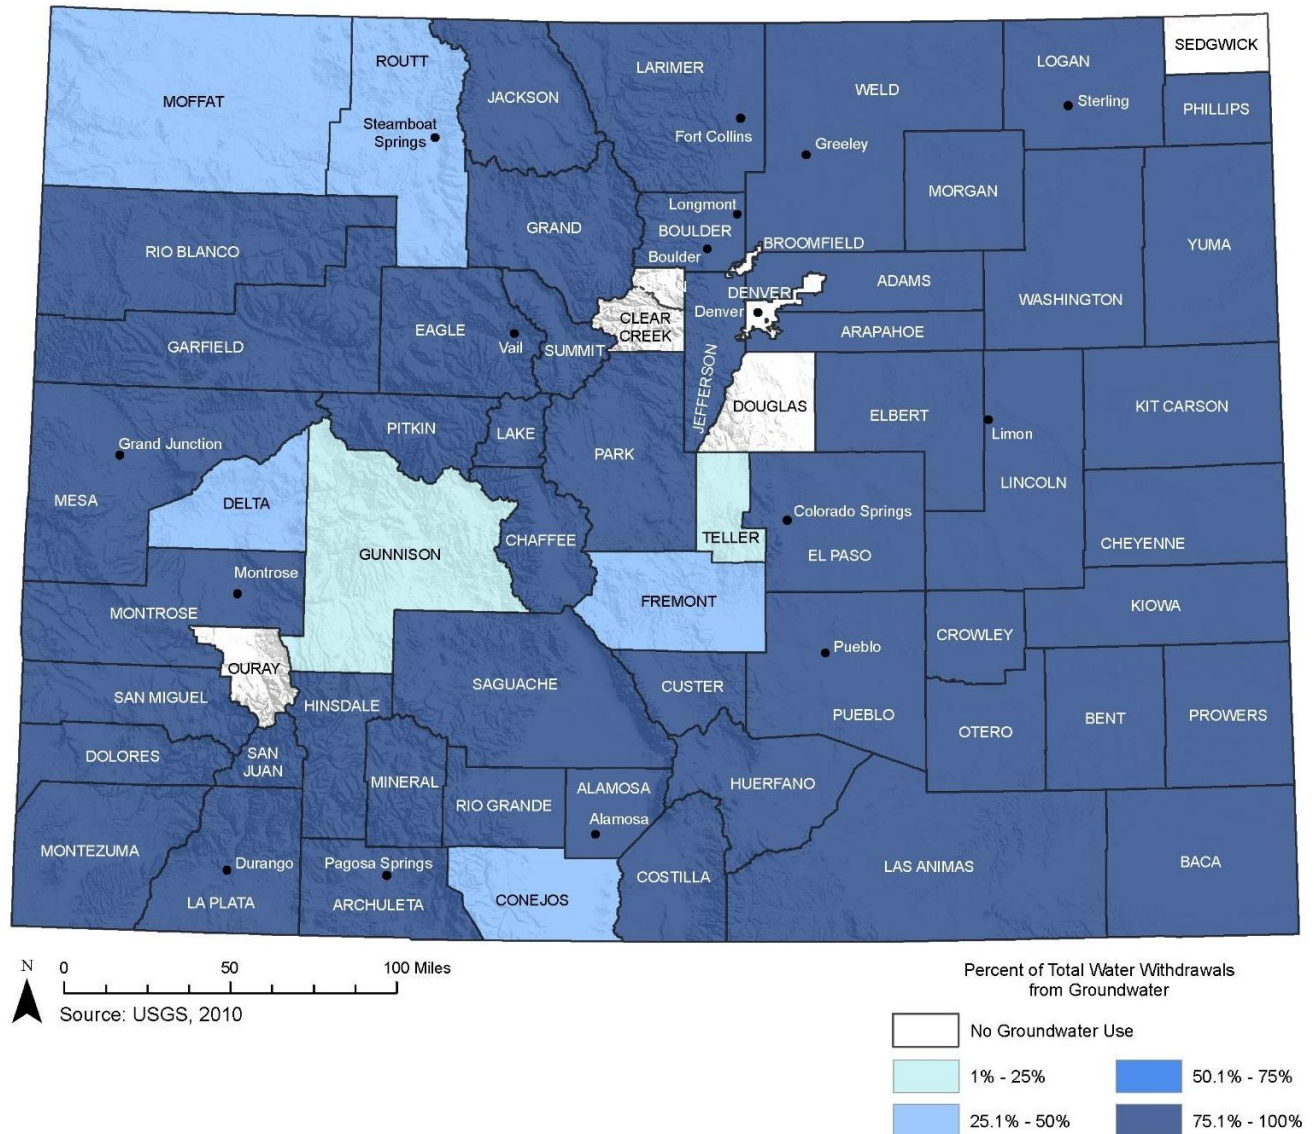 SEDGWICK
ROUTT
LARIMER
LOGAN
MOFFAT
JACKSON
WELD
Sterling
PHILLIPS
Steamboat
Springs
Fort Collins
Greeley
MORGAN
Longmont
GRAND
BOULDER
RIO BLANCO
Boulder
BROOMFIELD
YUMA
ADAMS
DENVER
WASHINGTON
Denver
CLEAR
CREEK
EAGLE
ARAPAHOE
GARFIELD
Vail
SUMMIT
JEFFERSON
DOUGLAS
ELBERT
KIT CARSON
PITKIN
LAKE
Limon
Grand Junction
PARK
LINCOLN
MESA
DELTA
Colorado Springs
TELLER
CHAFFEE
EL PASO
CHEYENNE
GUNNISON
Montrose
FREMONT
KIOWA
MONTROSE
CROWLEY
Pueblo
OURAY
SAGUACHE
CUSTER
SAN MIGUEL
HINSDALE
PUEBLO
OTERO
BENT
PROWERS
DOLORES
SAN
JUAN
MINERAL
HUERFANO
ALAMOSA
RIO GRANDE
Alamosa
MONTEZUMA
Durango
Pagosa Springs
COSTILLA
LAS ANIMAS
BACA
LA PLATA
ARCHULETA
CONEJOS
N
0 50 100 Miles
Source: USGS, 2010
Percent of Total Water Withdrawals
from Groundwater
No Groundwater Use
1% - 25%
50.1% - 75%
25.1% - 50%
75.1% - 100%